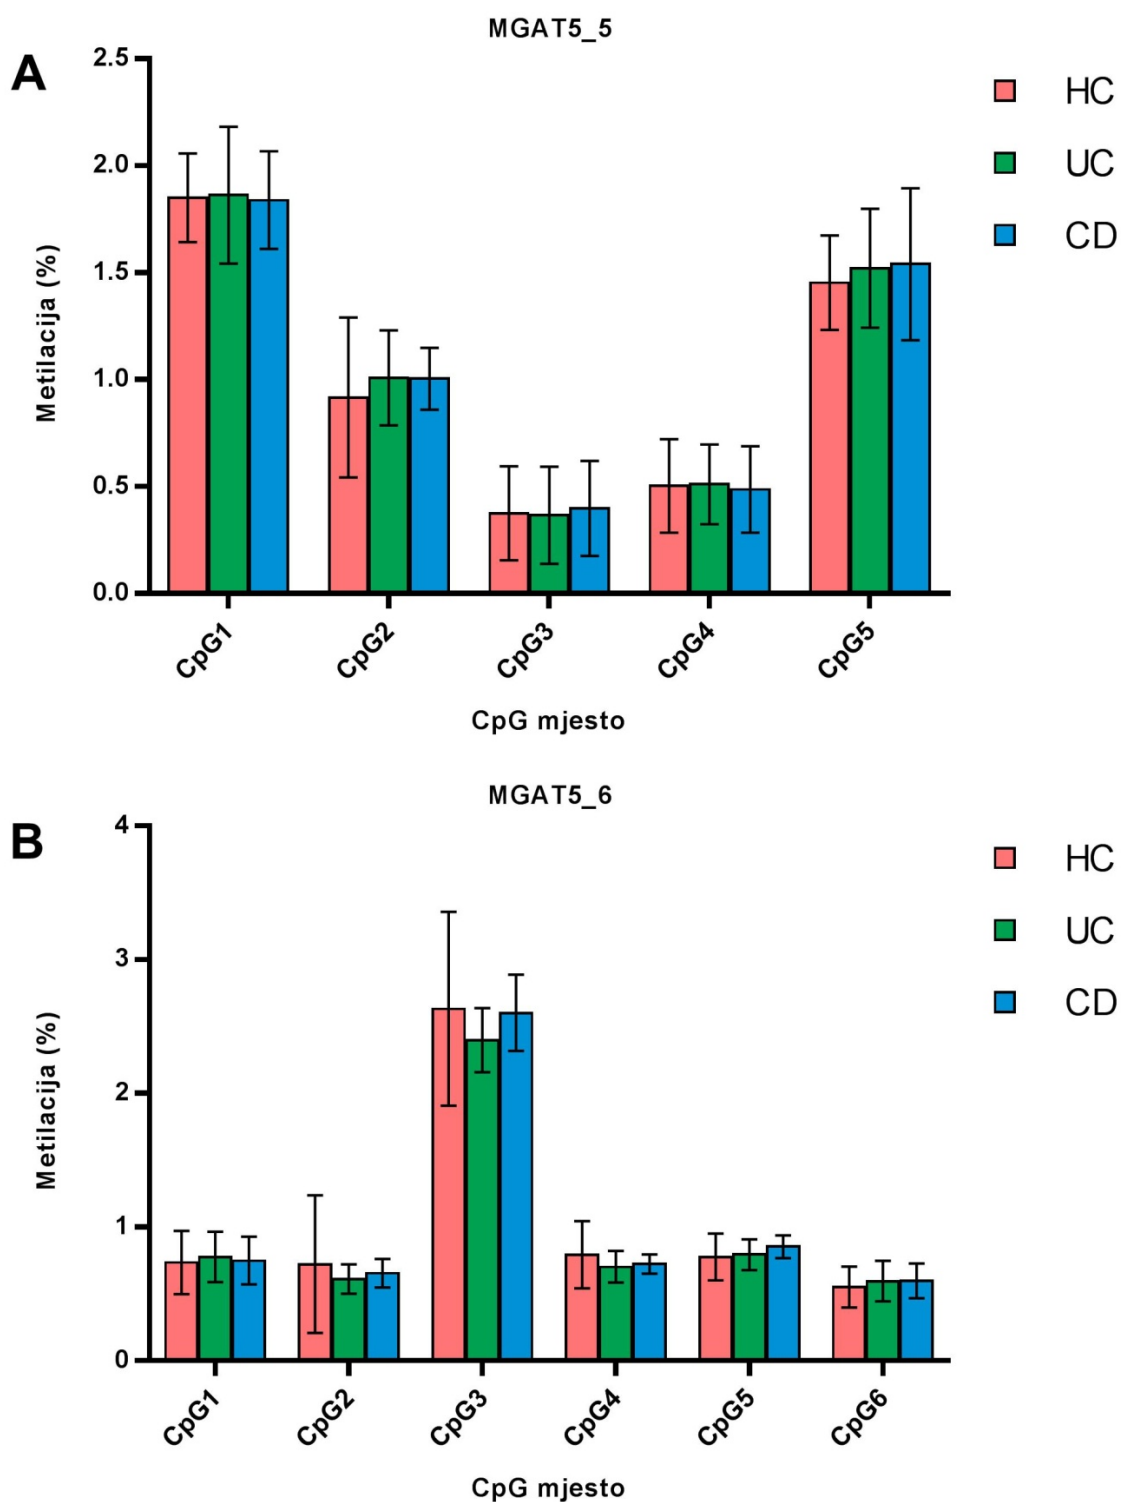 MGAT5_5
A
2.5
2.0
1.5
1.0
0.5
0.0
Metilacija (%)
CpG1
CpG2
CpG3
CpG4
CpG5
CpG mjesto
HC
UC
CD
MGAT5_6
B
4
3
2
1
0
Metilacija (%)
CpG1
CpG2
CpG3
CpG4
CpG5
CpG6
CpG mjesto
HC
UC
CD